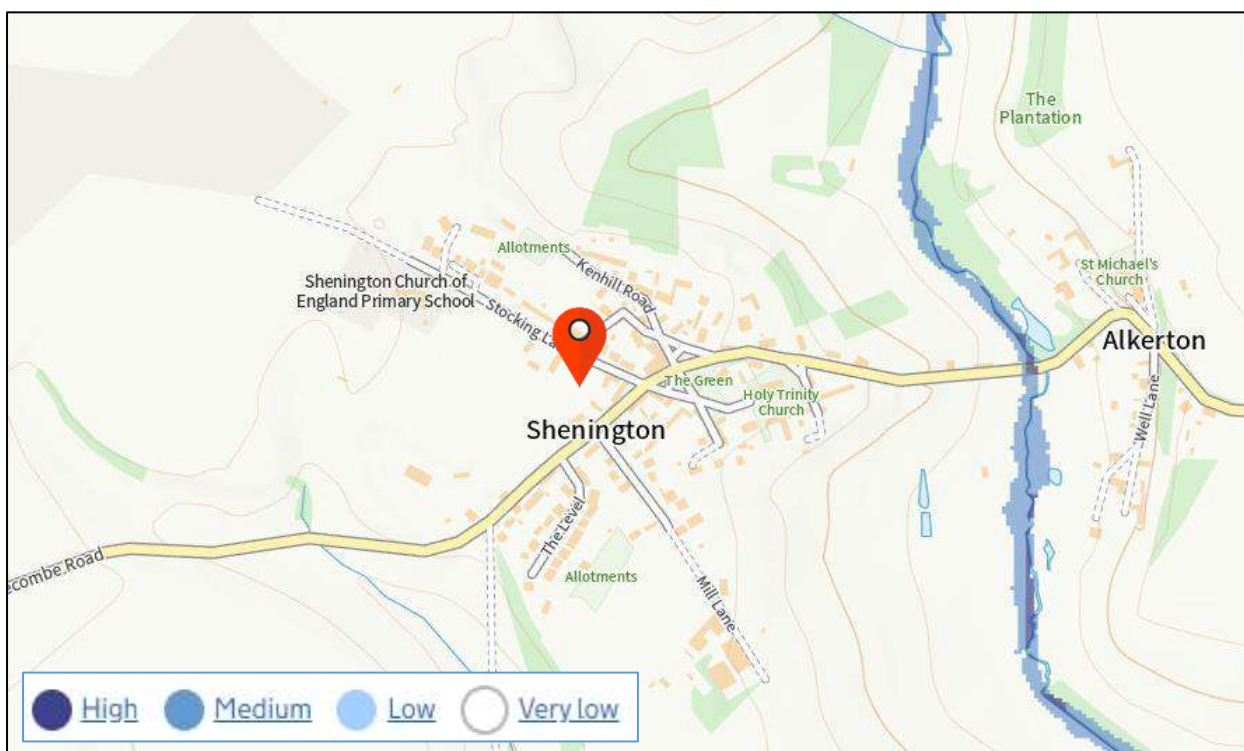 The
Plantation
Allotments
Kenhill Road
St Michael's
Church
Shenington Church of
England Primary School
Stocking La
Alkerton
The Green
Holy Trinity
Church
Shenington
Well Lane
The Level
ecombe Road
Allotments
Mill Lane
High
Medium
Low
Very low